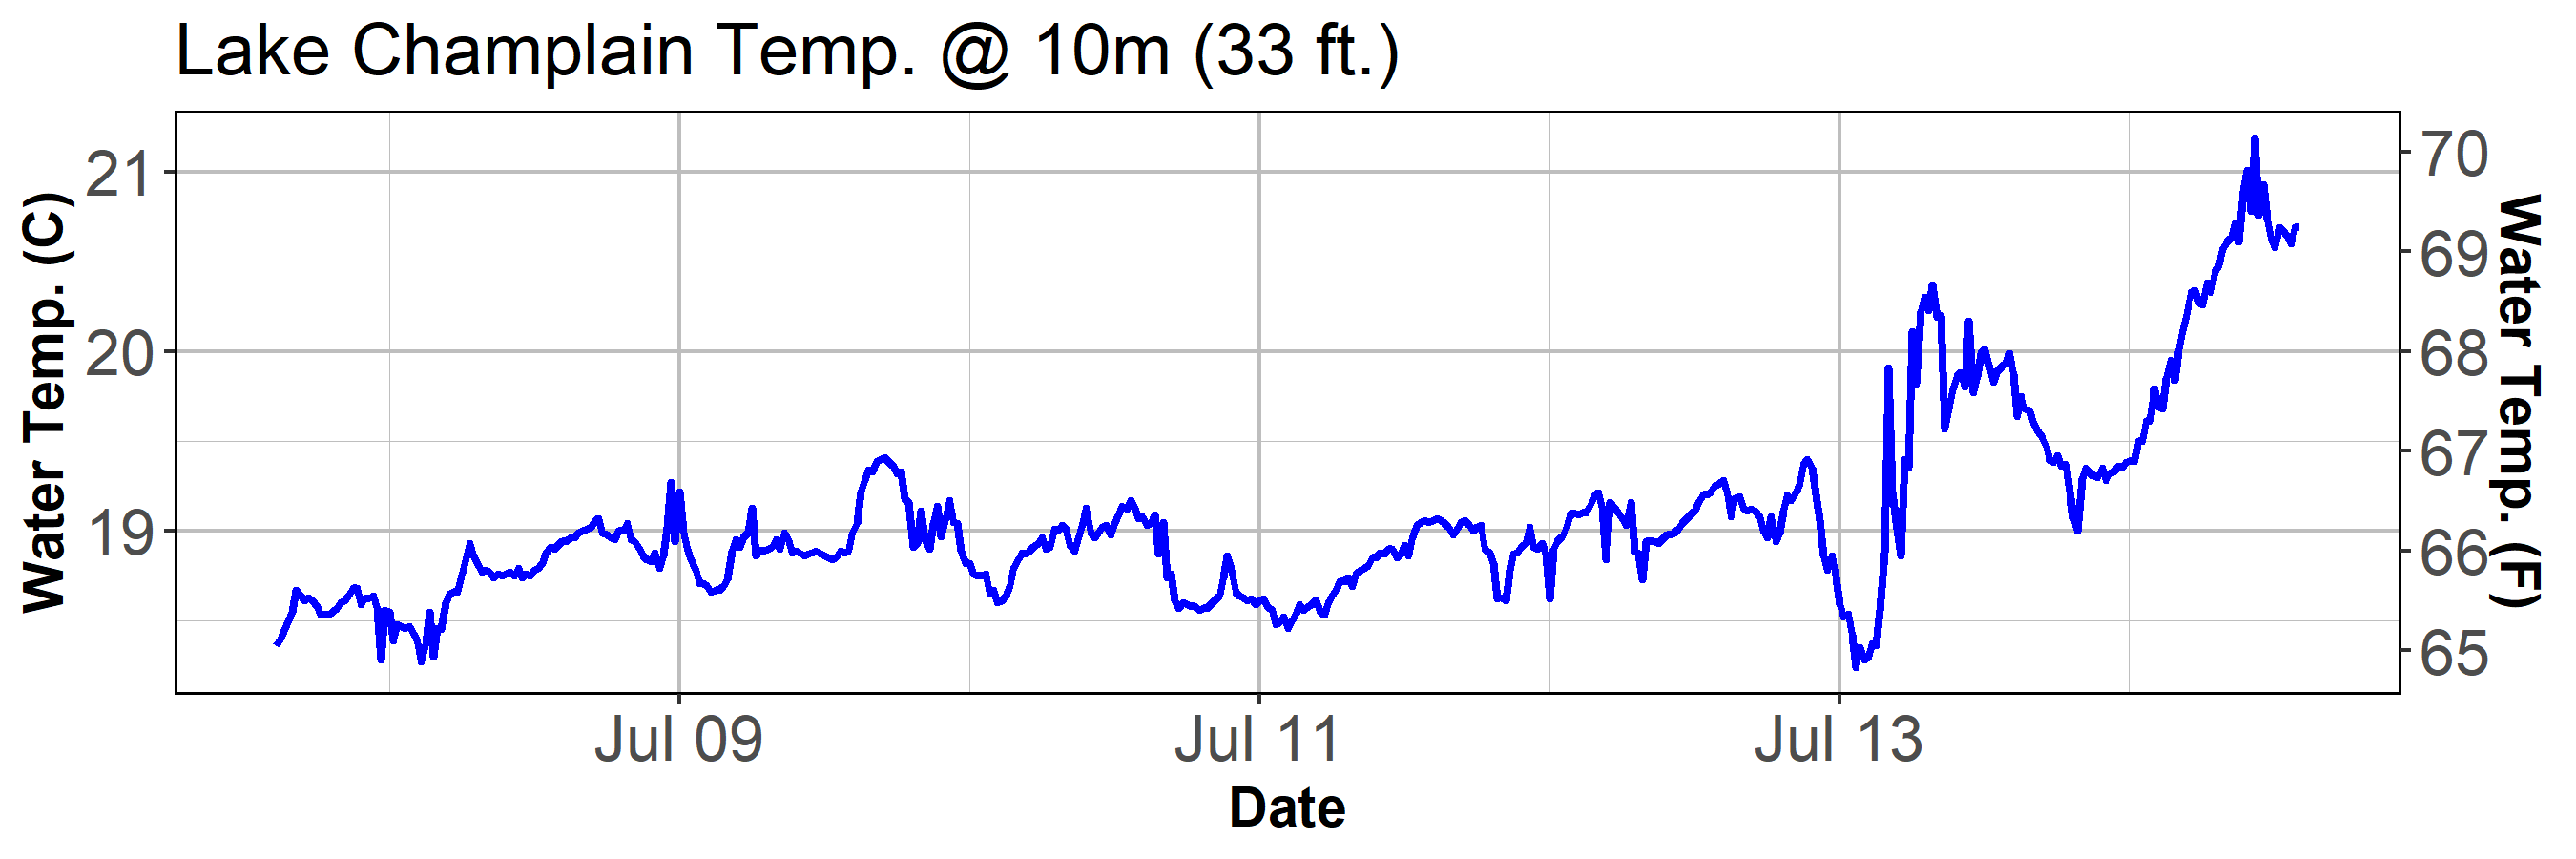 Lake Champlain Temp. @ 10m (33 ft.)
Water Temp. (C)
21
20
19
70
69
68
67
66
65
Water Temp. (F)
Jul 09
Jul 11
Jul 13
Date